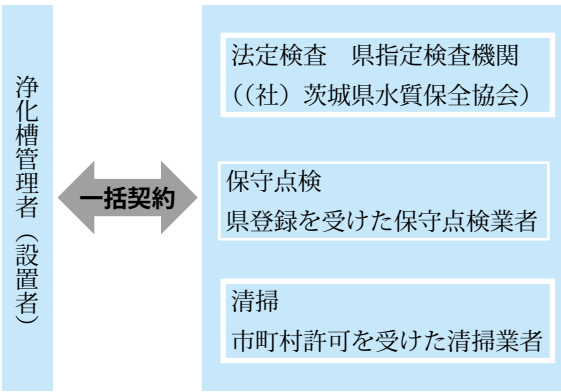 浄化槽管理者（設置者）
一括契約
法定検査　県指定検査機関
（（社）茨城県水質保全協会）
保守点検
県登録を受けた保守点検業者
清掃
市町村許可を受けた清掃業者